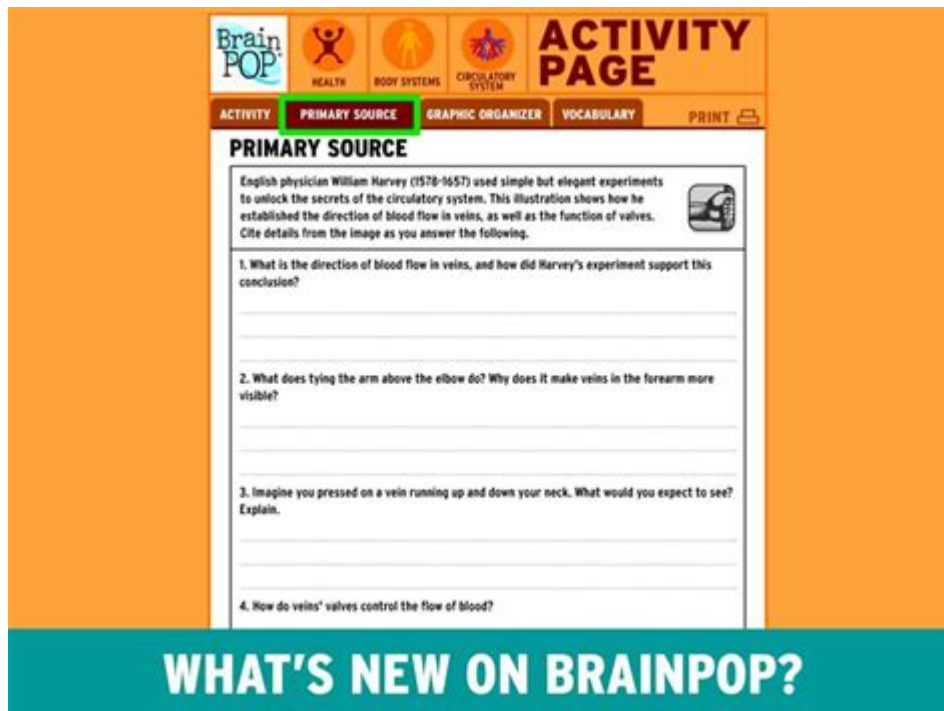 Brain
POP
HEALTH
BODY SYSTEMS
CIRCULATORY
SYSTEM
ACTIVITY
PAGE
ACTIVITY
PRIMARY SOURCE
GRAPHIC ORGANIZER
VOCABULARY
PRINT
PRIMARY SOURCE
English physician William Harvey (1578-1657) used simple but elegant experiments
to unlock the secrets of the circulatory system. This illustration shows how he
established the direction of blood flow in veins, as well as the function of valves.
Cite details from the image as you answer the following.
1. What is the direction of blood flow in veins, and how did Harvey's experiment support this
conclusion?
2. What does tying the arm above the elbow do? Why does it make veins in the forearm more
visible?
3. Imagine you pressed on a vein running up and down your neck. What would you expect to see?
Explain.
4. How do veins' valves control the flow of blood?
WHAT'S NEW ON BRAINPOP?